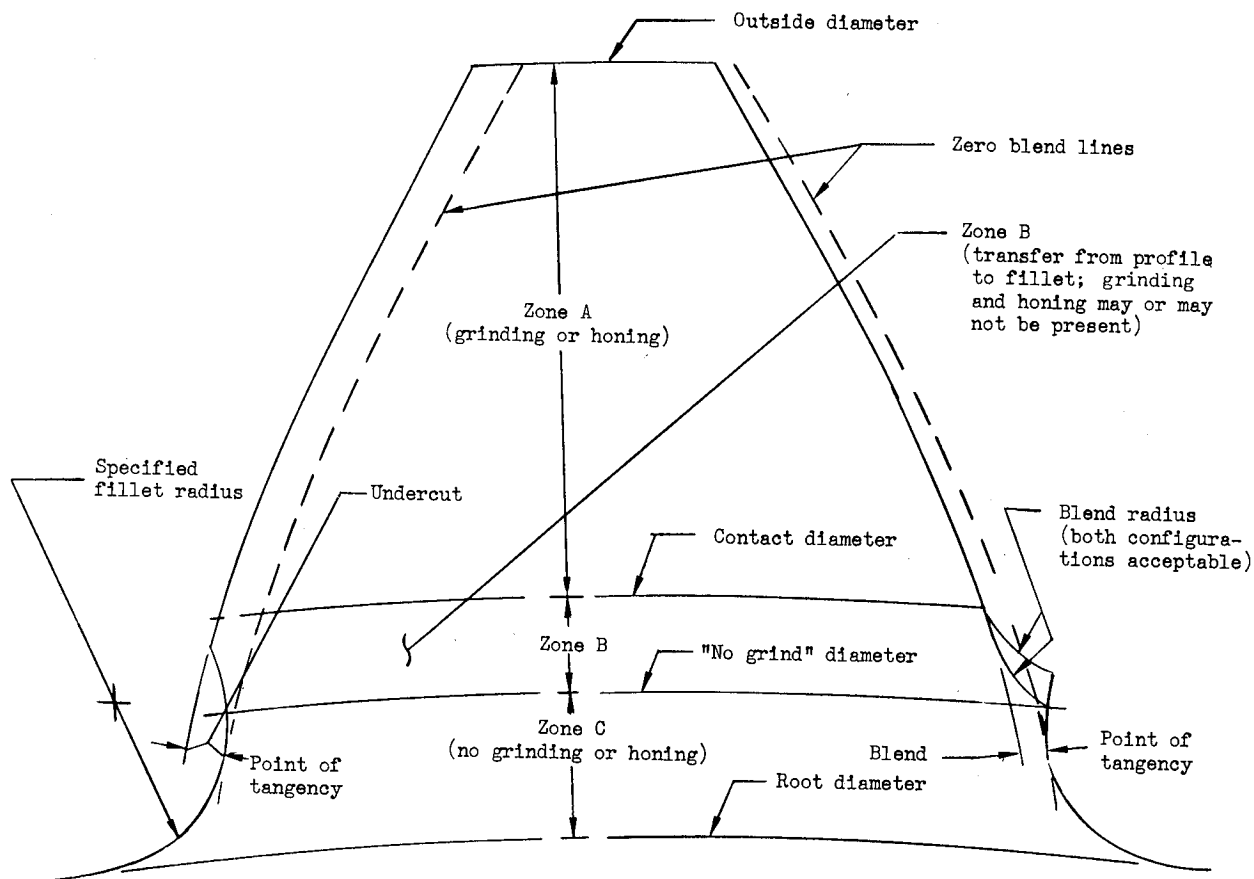 Outside diameter
Zero blend lines
Zone B
(transfer from profile
to fillet; grinding
and honing may or may
not be present)
Zone A
(grinding or honing)
Specified
fillet radius
Undercut
Blend radius
(both configura-
tions acceptable)
Contact diameter
Zone B
"No grind" diameter
Zone C
(no grinding or honing)
Point of
tangency
Blend
Point of
tangency
Root diameter